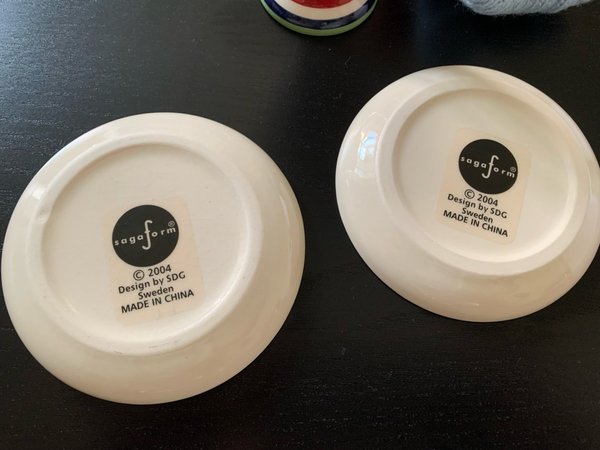 sagaform®
© 2004
Design by SDG
Sweden
MADE IN CHINA
sagaform®
© 2004
Design by SDG
Sweden
MADE IN CHINA